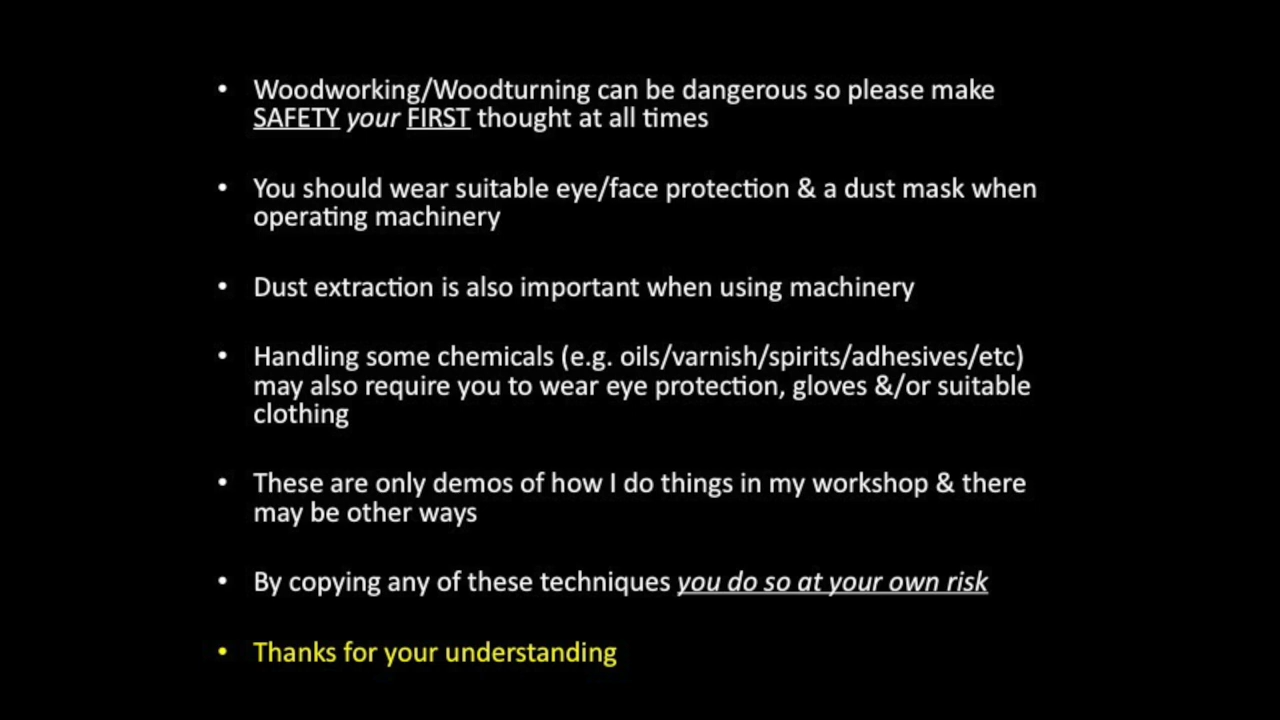 • Woodworking/Woodturning can be dangerous so please make
SAFETY your FIRST thought at all times
• You should wear suitable eye/face protection & a dust mask when
operating machinery
• Dust extraction is also important when using machinery
• Handling some chemicals (e.g. oils/varnish/spirits/adhesives/etc)
may also require you to wear eye protection, gloves &/or suitable
clothing
• These are only demos of how I do things in my workshop & there
may be other ways
• By copying any of these techniques you do so at your own risk
• Thanks for your understanding